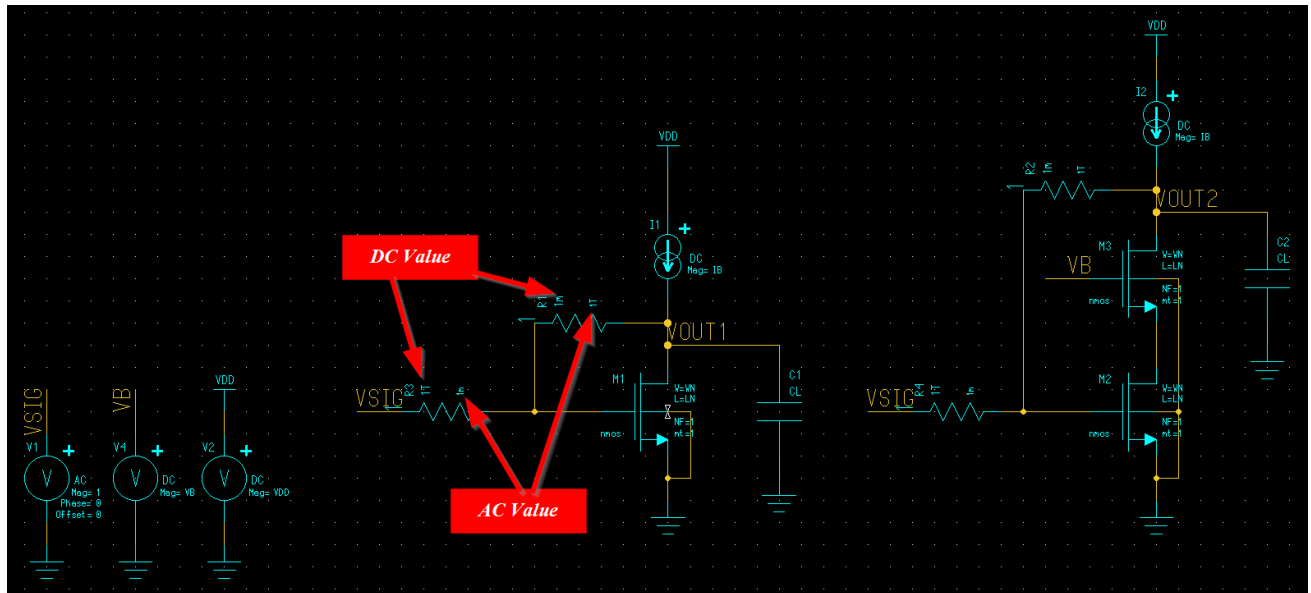 VDD
I2
DC
Mag= IB
R2
1m
1T
VOUT2
C2
CL
M3
W=WN
L=LN
VB
NF=1
mt=1
nmos
M2
W=WN
L=LN
NF=1
mt=1
nmos
VSIG
R4
1T
1m
VDD
I1
DC
Mag= IB
DC Value
R1
1m
1T
VOUT1
C1
CL
M1
W=WN
L=LN
NF=1
mt=1
nmos
VSIG
R3
1T
1m
AC Value
VSIG
V1
AC
Mag= 1
Phase= 0
Offset= 0
VB
V4
DC
Mag= VB
VDD
V2
DC
Mag= VDD